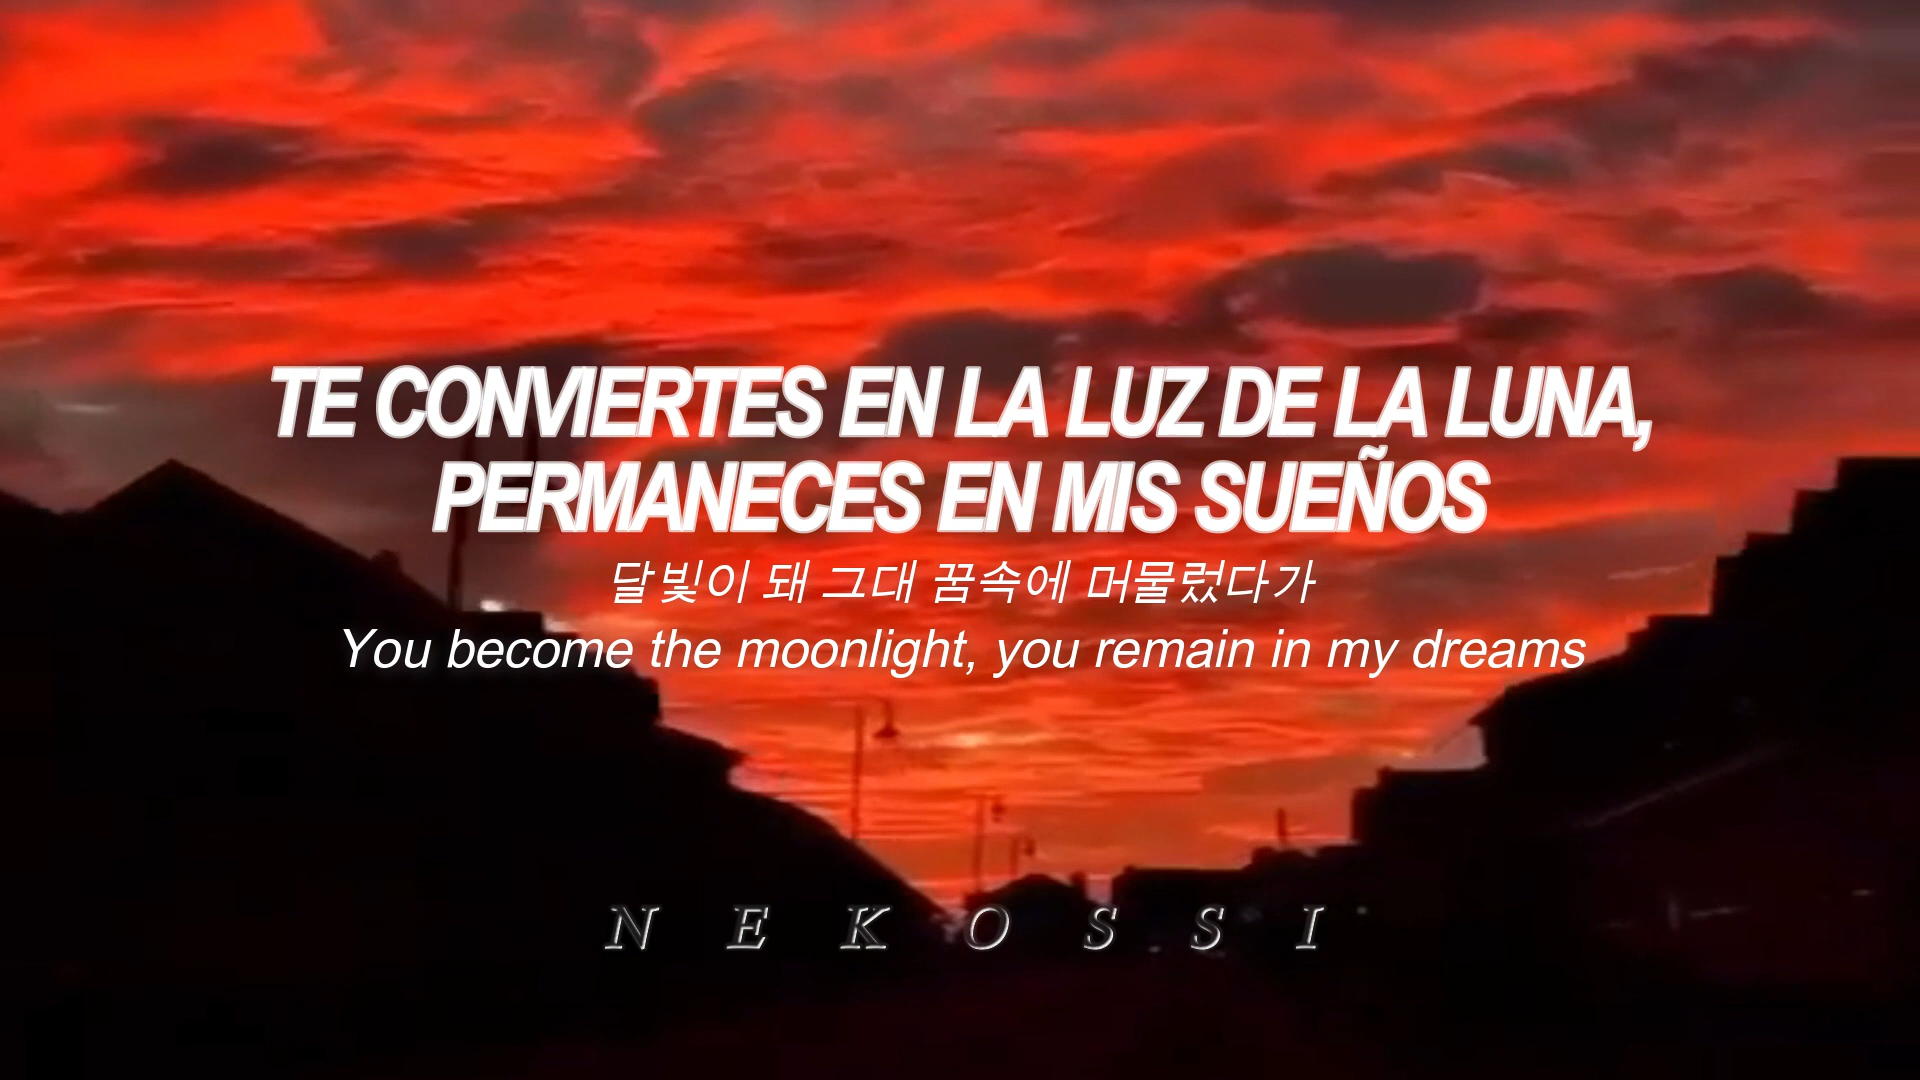 TE CONVIERTES EN LA LUZ DE LA LUNA,
PERMANECES EN MIS SUEÑOS
달빛이 돼 그대 꿈속에 머물렀다가
You become the moonlight, you remain in my dreams
NEKOSSI